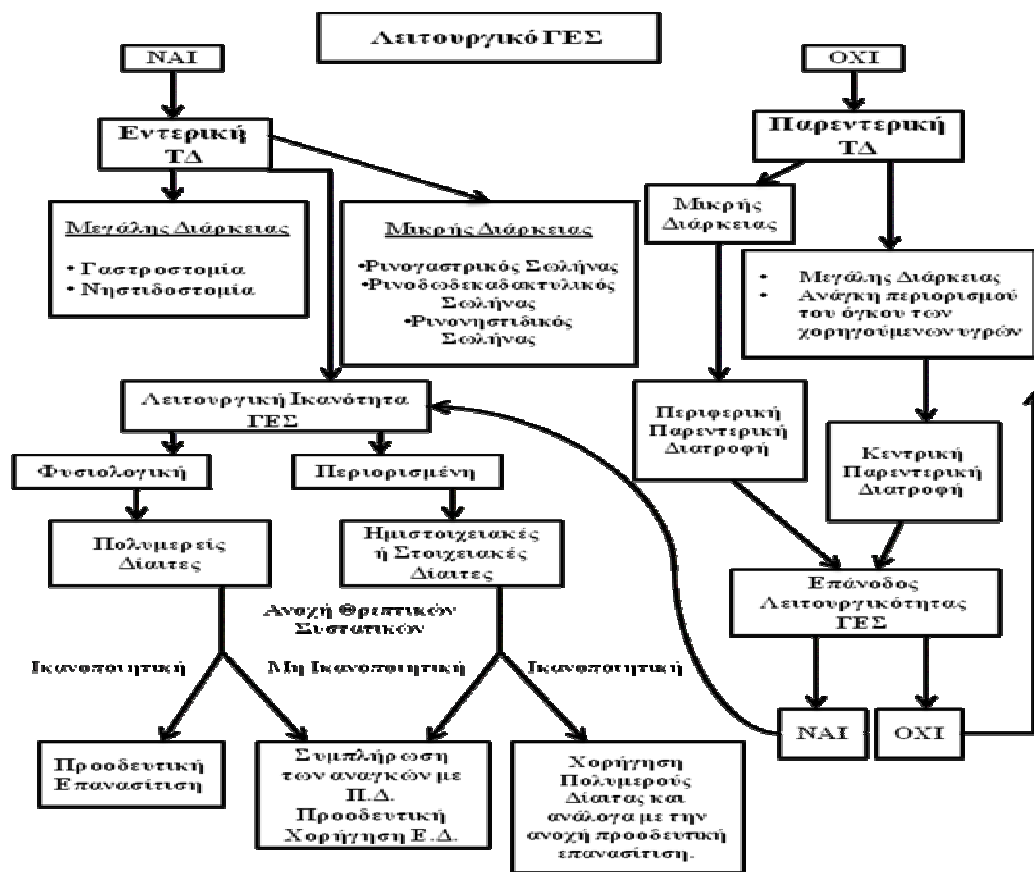 Λειτουργικό ΓΕΣ
ΝΑΙ
ΟΧΙ
Εντερική
ΤΔ
Παρεντερική
ΤΔ
Μεγάλης Διάρκειας
• Γαστροστομία
• Νηστιδοστομία
Μικρής Διάρκειας
•Ρινογαστρικός Σωλήνας
•Ρινοδωδεκαδακτυλικός
Σωλήνας
•Ρινονηστιδικός
Σωλήνας
Μικρής
Διάρκειας
• Μεγάλης Διάρκειας
• Ανάγκη περιορισμού
του όγκου των
χορηγούμενων υγρών
Λειτουργική Ικανότητα
ΓΕΣ
Περιφερική
Παρεντερική
Διατροφή
Κεντρική
Παρεντερική
Διατροφή
Φυσιολογική
Περιορισμένη
Πολυμερείς
Δίαιτες
Ημιστοιχειακές
ή Στοιχειακές
Δίαιτες
Επάνοδος
Λειτουργικότητας
ΓΕΣ
Ανοχή Θρεπτικών
Συστατικών
Ικανοποιητική
Μη Ικανοποιητική
Ικανοποιητική
ΝΑΙ
ΟΧΙ
Προοδευτική
Επανασίτιση
Συμπλήρωση
των αναγκών με
Π.Δ.
Προοδευτική
Χορήγηση Ε.Δ.
Χορήγηση
Πολυμερούς
Δίαιτας και
ανάλογα με την
ανοχή προοδευτική
επανασίτιση.